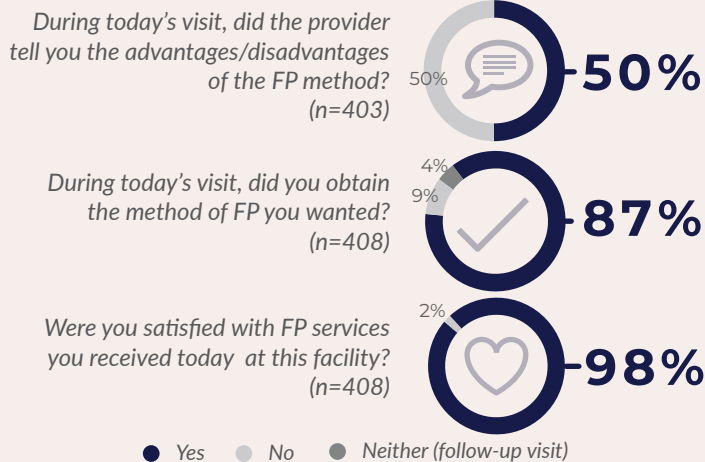 During today's visit, did the provider
tell you the advantages/disadvantages
of the FP method?
(n=403)
50%
50%
During today's visit, did you obtain
the method of FP you wanted?
(n=408)
4%
9%
87%
Were you satisfied with FP services
you received today at this facility?
(n=408)
2%
98%
Yes No Neither (follow-up visit)